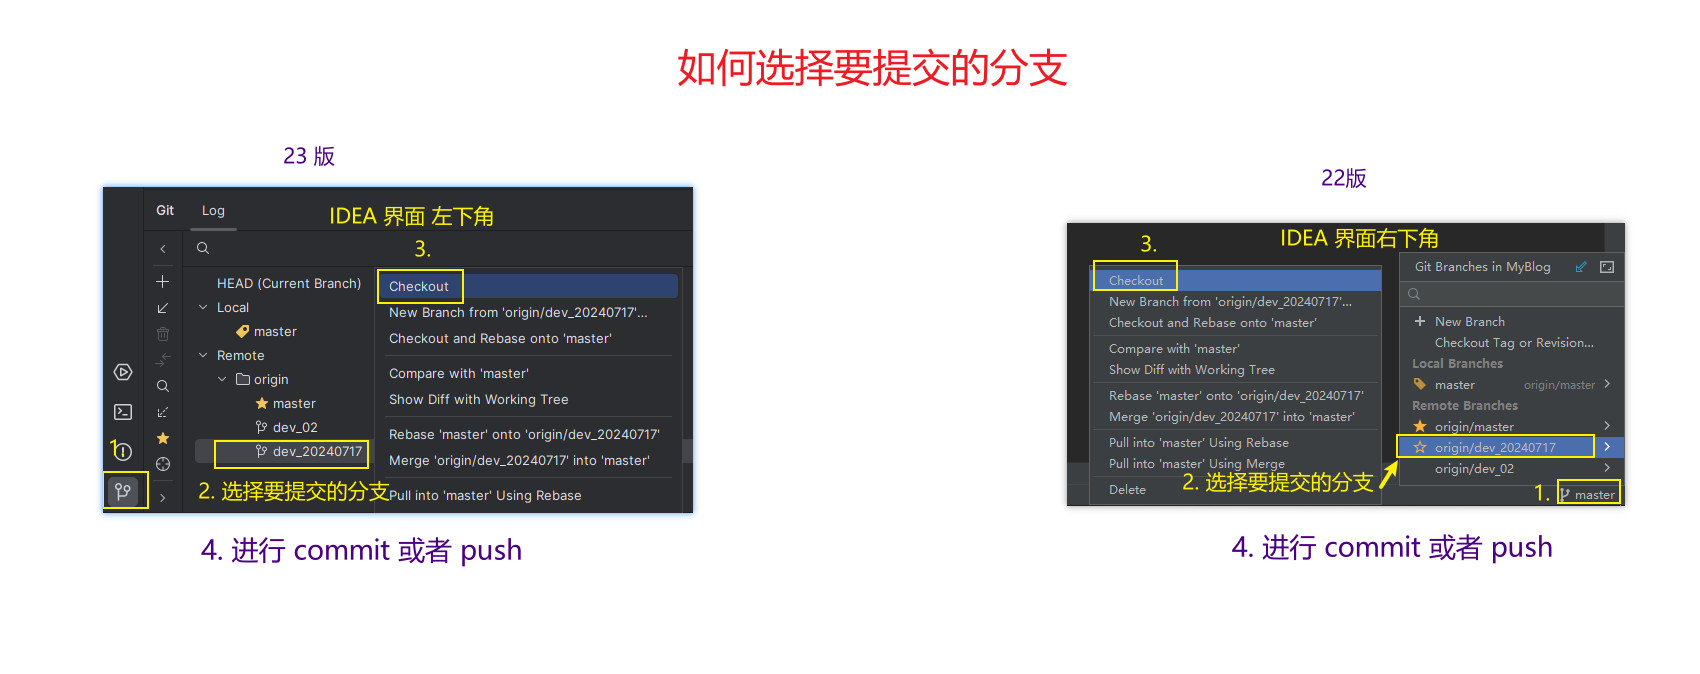 如何选择要提交的分支
23 版
Git
Log
IDEA 界面 左下角
3.
HEAD (Current Branch)
Local
master
Remote
origin
master
dev_02
dev_20240717
1
2. 选择要提交的分支
Checkout
New Branch from 'origin/dev_20240717'...
Checkout and Rebase onto 'master'
Compare with 'master'
Show Diff with Working Tree
Rebase 'master' onto 'origin/dev_20240717'
Merge 'origin/dev_20240717' into 'master'
Pull into 'master' Using Rebase
4. 进行 commit 或者 push
22版
IDEA 界面右下角
3.
Checkout
New Branch from 'origin/dev_20240717'...
Checkout and Rebase onto 'master'
Compare with 'master'
Show Diff with Working Tree
Rebase 'master' onto 'origin/dev_20240717'
Merge 'origin/dev_20240717' into 'master'
Pull into 'master' Using Rebase
Pull into 'master' Using Merge
2. 选择要提交的分支
Delete
Git Branches in MyBlog
New Branch
Checkout Tag or Revision...
Local Branches
master origin/master
Remote Branches
origin/master
origin/dev_20240717
origin/dev_02
1. master
4. 进行 commit 或者 push